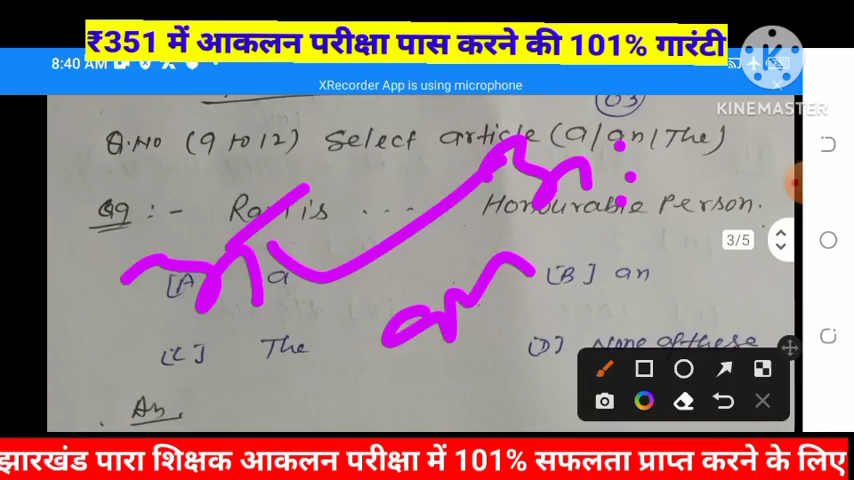 ₹351 में आकलन परीक्षा पास करने की 101% गारंटी
8:40 AM
XRecorder App is using microphone
KINEMASTER
03
Q.No (9 to 12) Select article (a/an/The)
Q9 :- Ram is ... Honourable Person.
[A] a [B] an
3/5
an
[C] The [D] None of these
An
झारखंड पारा शिक्षक आकलन परीक्षा में 101% सफलता प्राप्त करने के लिए